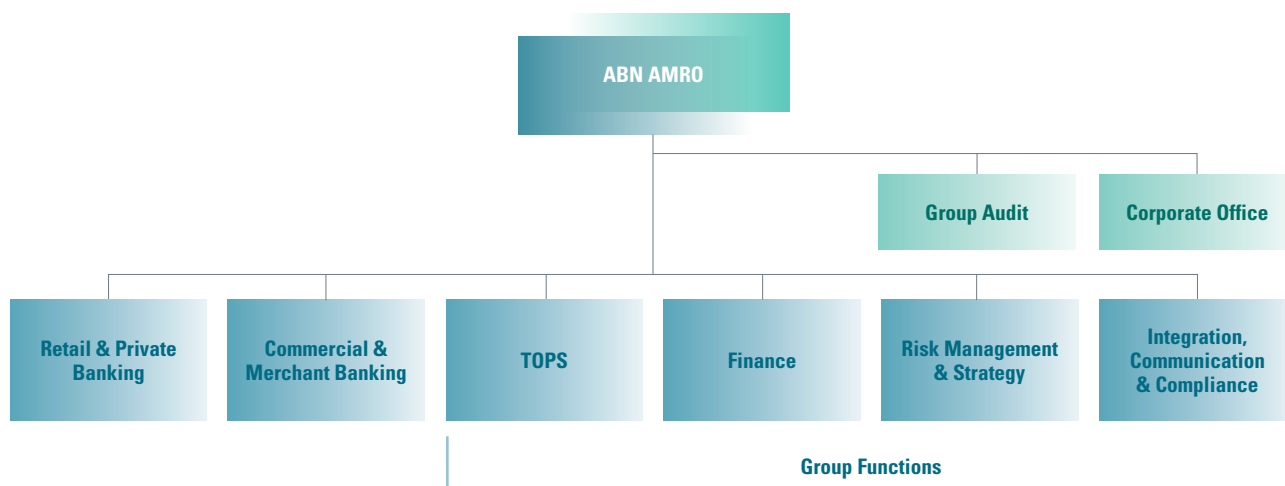 ABN AMRO
Group Audit
Corporate Office
Retail & Private
Banking
Commercial &
Merchant Banking
TOPS
Finance
Risk Management
& Strategy
Integration,
Communication
& Compliance
Group Functions